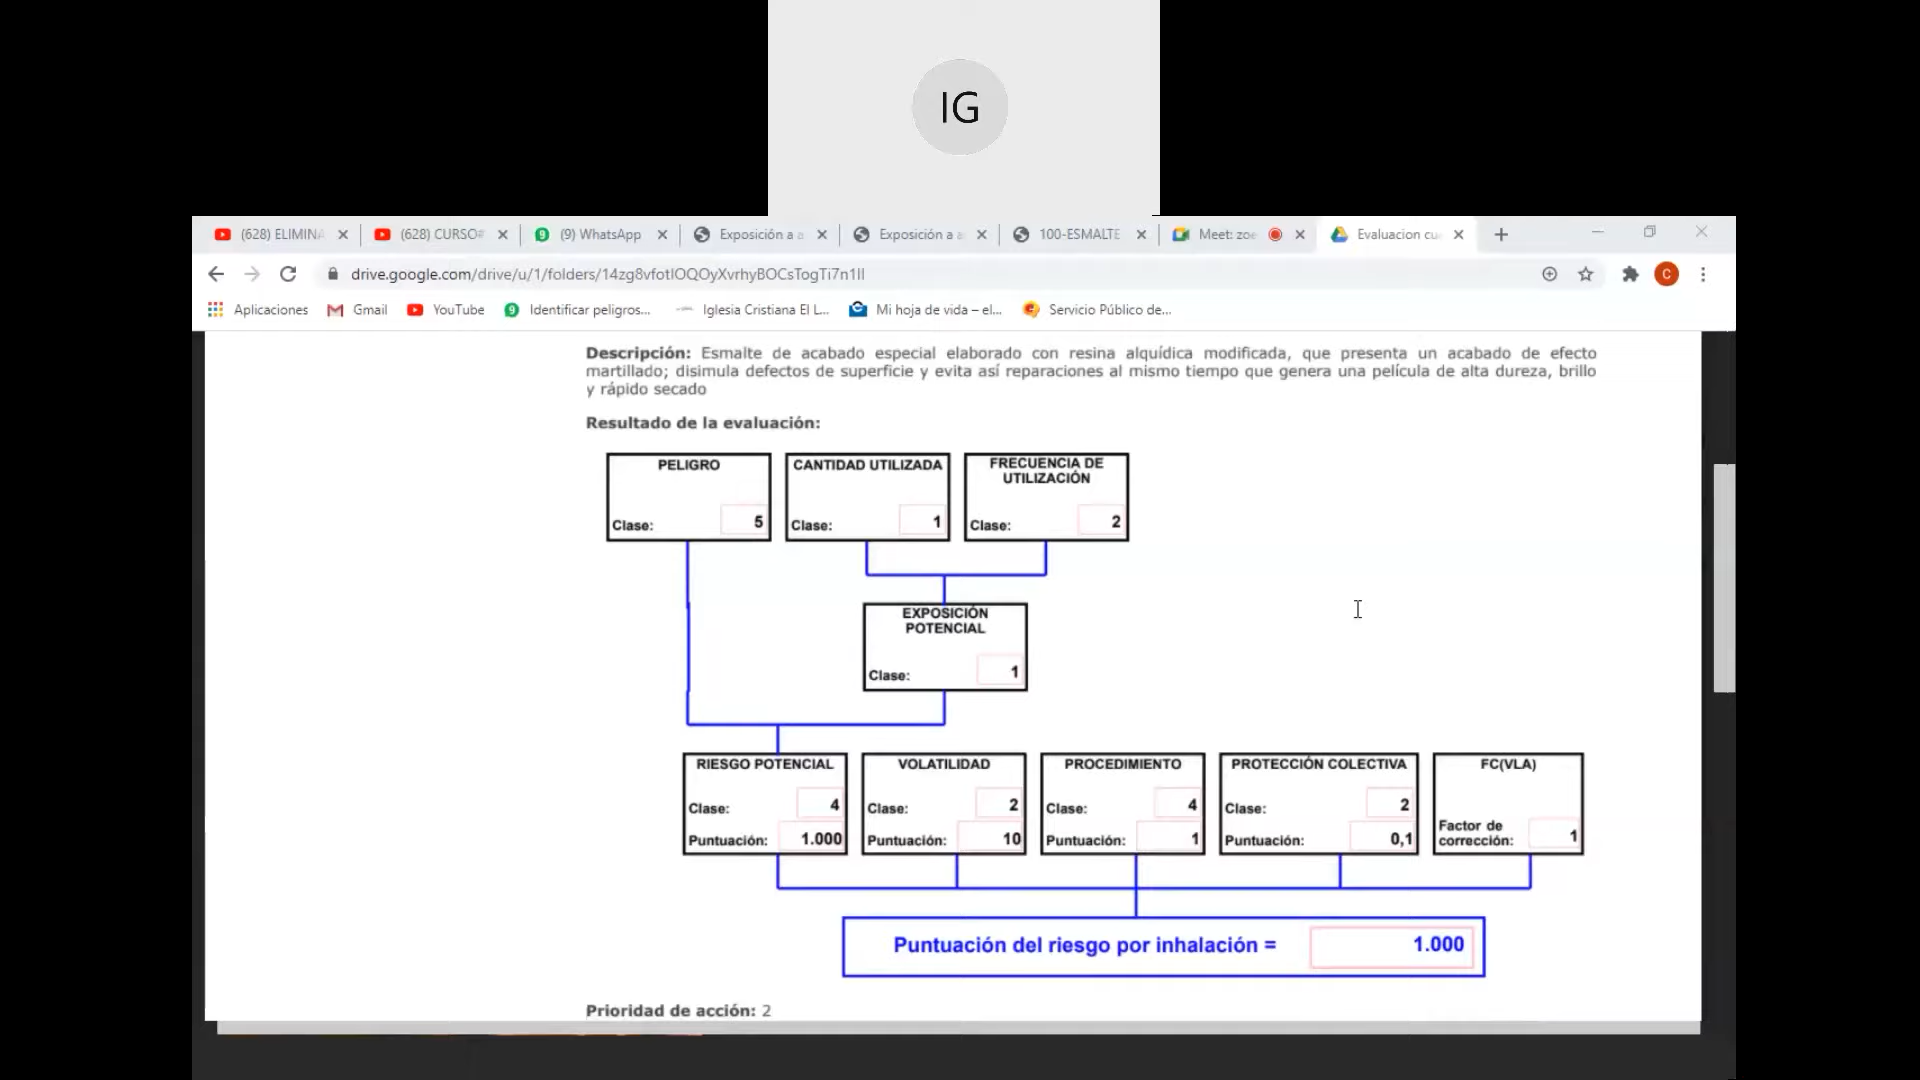 IG
(628) ELIMINA
(628) CURSO#
(9) WhatsApp
Exposición a a
Exposición a a
100-ESMALTE
Meet: zoe
Evaluacion cu
drive.google.com/drive/u/1/folders/14zg8vfotIOQOyXvrhyBOCsTogTi7n1Il
C
Aplicaciones
Gmail
YouTube
Identificar peligros...
Iglesia Cristiana El L...
Mi hoja de vida – el...
Servicio Público de...
Descripción: Esmalte de acabado especial elaborado con resina alquídica modificada, que presenta un acabado de efecto
martillado; disimula defectos de superficie y evita así reparaciones al mismo tiempo que genera una película de alta dureza, brillo
y rápido secado
Resultado de la evaluación:
PELIGRO
Clase: 5
CANTIDAD UTILIZADA
Clase: 1
FRECUENCIA DE
UTILIZACIÓN
Clase: 2
EXPOSICIÓN
POTENCIAL
Clase: 1
RIESGO POTENCIAL
Clase: 4
Puntuación: 1.000
VOLATILIDAD
Clase: 2
Puntuación: 10
PROCEDIMIENTO
Clase: 4
Puntuación: 1
PROTECCIÓN COLECTIVA
Clase: 2
Puntuación: 0,1
FC(VLA)
Factor de
corrección: 1
Puntuación del riesgo por inhalación = 1.000
Prioridad de acción: 2